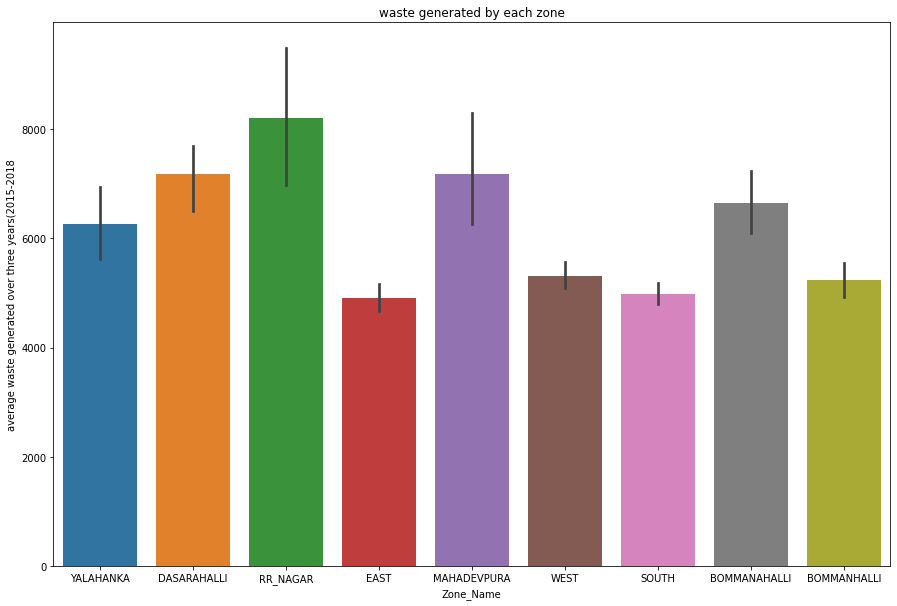 waste generated by each zone
average waste generated over three years(2015-2018
8000
6000
4000
2000
0
YALAHANKA DASARAHALLI RR_NAGAR EAST MAHADEVPURA WEST SOUTH BOMMANAHALLI BOMMANHALLI
Zone_Name